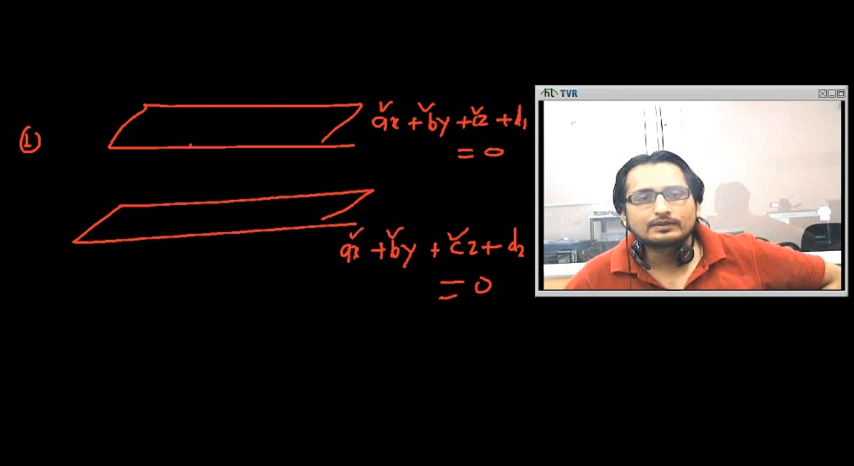 ①
ax + by + cz + d₁
= 0
ax + by + cz + d₂
= 0
TVR